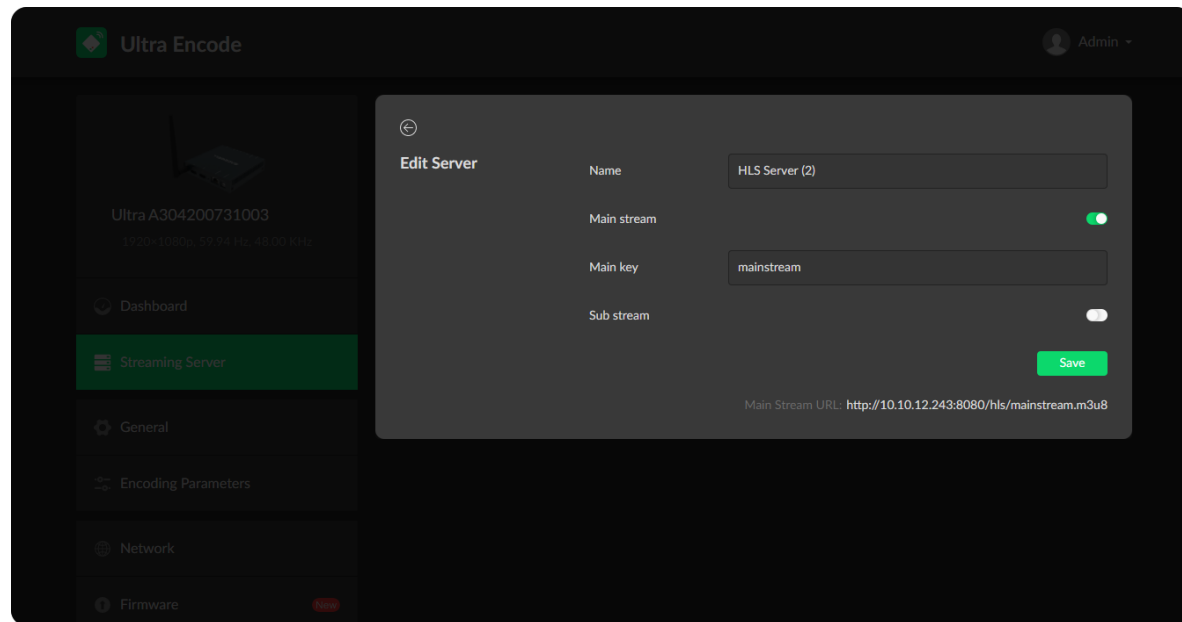 Ultra Encode
Admin
Ultra A304200731003
1920×1080p, 59.94 Hz, 48.00 KHz
Dashboard
Streaming Server
General
Encoding Parameters
Network
Firmware
New
Edit Server
Name
HLS Server (2)
Main stream
Main key
mainstream
Sub stream
Save
Main Stream URL: http://10.10.12.243:8080/hls/mainstream.m3u8